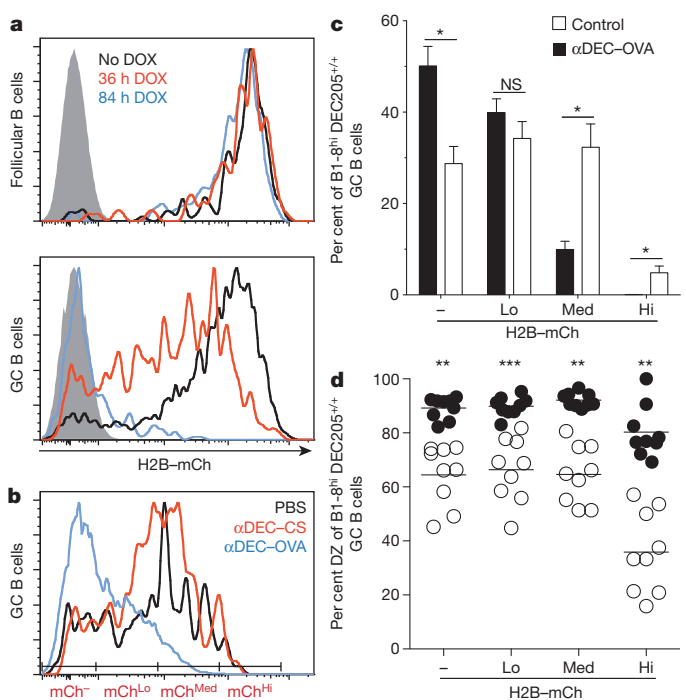 a
Follicular B cells
No DOX
36 h DOX
84 h DOX
GC B cells
H2B–mCh
b
GC B cells
PBS
αDEC–CS
αDEC–OVA
mCh–
mChLo
mChMed
mChHi
c
Per cent of B1-8hi DEC205+/+
GC B cells
60
40
20
0
Control
αDEC–OVA
*
NS
*
*
–
Lo
Med
Hi
H2B–mCh
d
Per cent DZ of B1-8hi DEC205+/+
GC B cells
100
80
60
40
20
0
**
***
**
**
–
Lo
Med
Hi
H2B–mCh